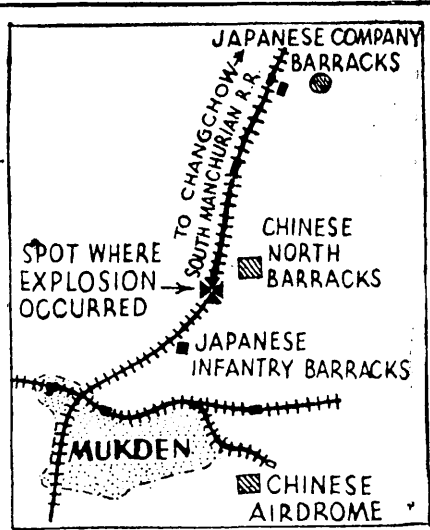 JAPANESE COMPANY
BARRACKS
TO CHANGCHOW
SOUTH MANCHURIAN R.R.
CHINESE
NORTH
BARRACKS
SPOT WHERE
EXPLOSION
OCCURRED
JAPANESE
INFANTRY BARRACKS
MUKDEN
CHINESE
AIRDROME